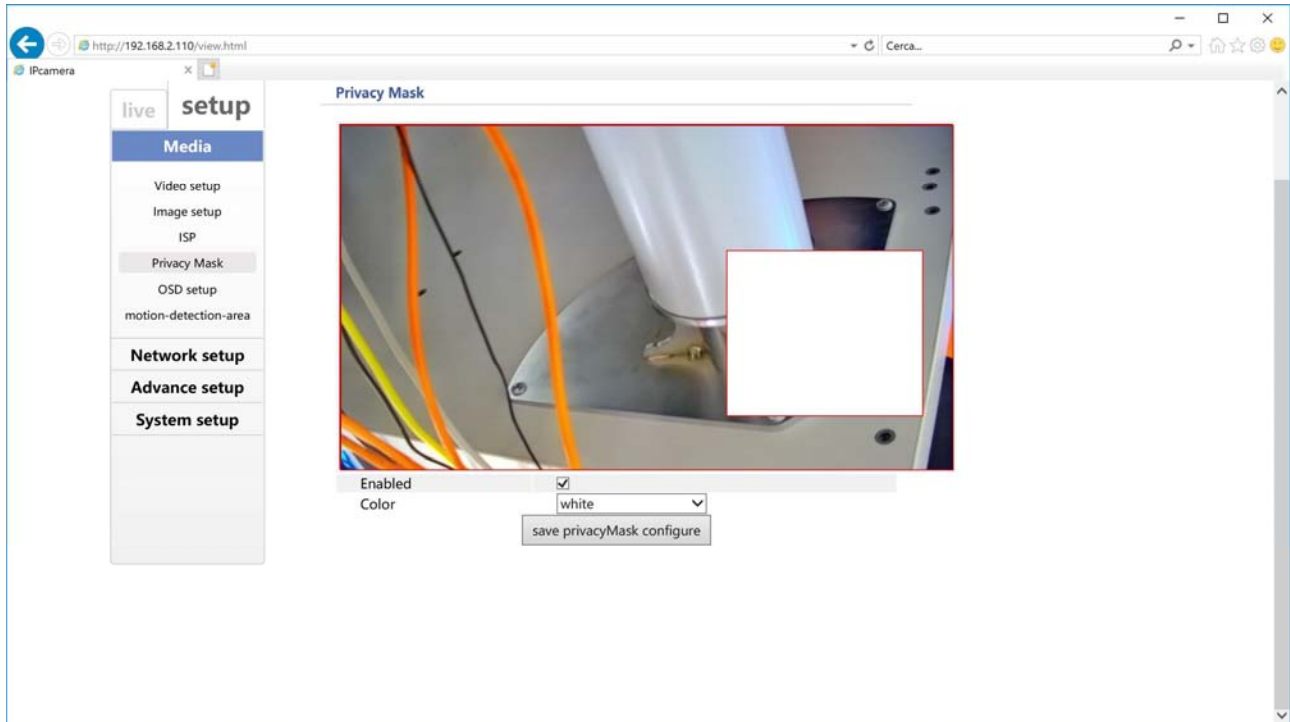 http://192.168.2.110/view.html
Cerca...
IPcamera
live
setup
Privacy Mask
Media
Video setup
Image setup
ISP
Privacy Mask
OSD setup
motion-detection-area
Network setup
Advance setup
System setup
Enabled
Color
white
save privacyMask configure